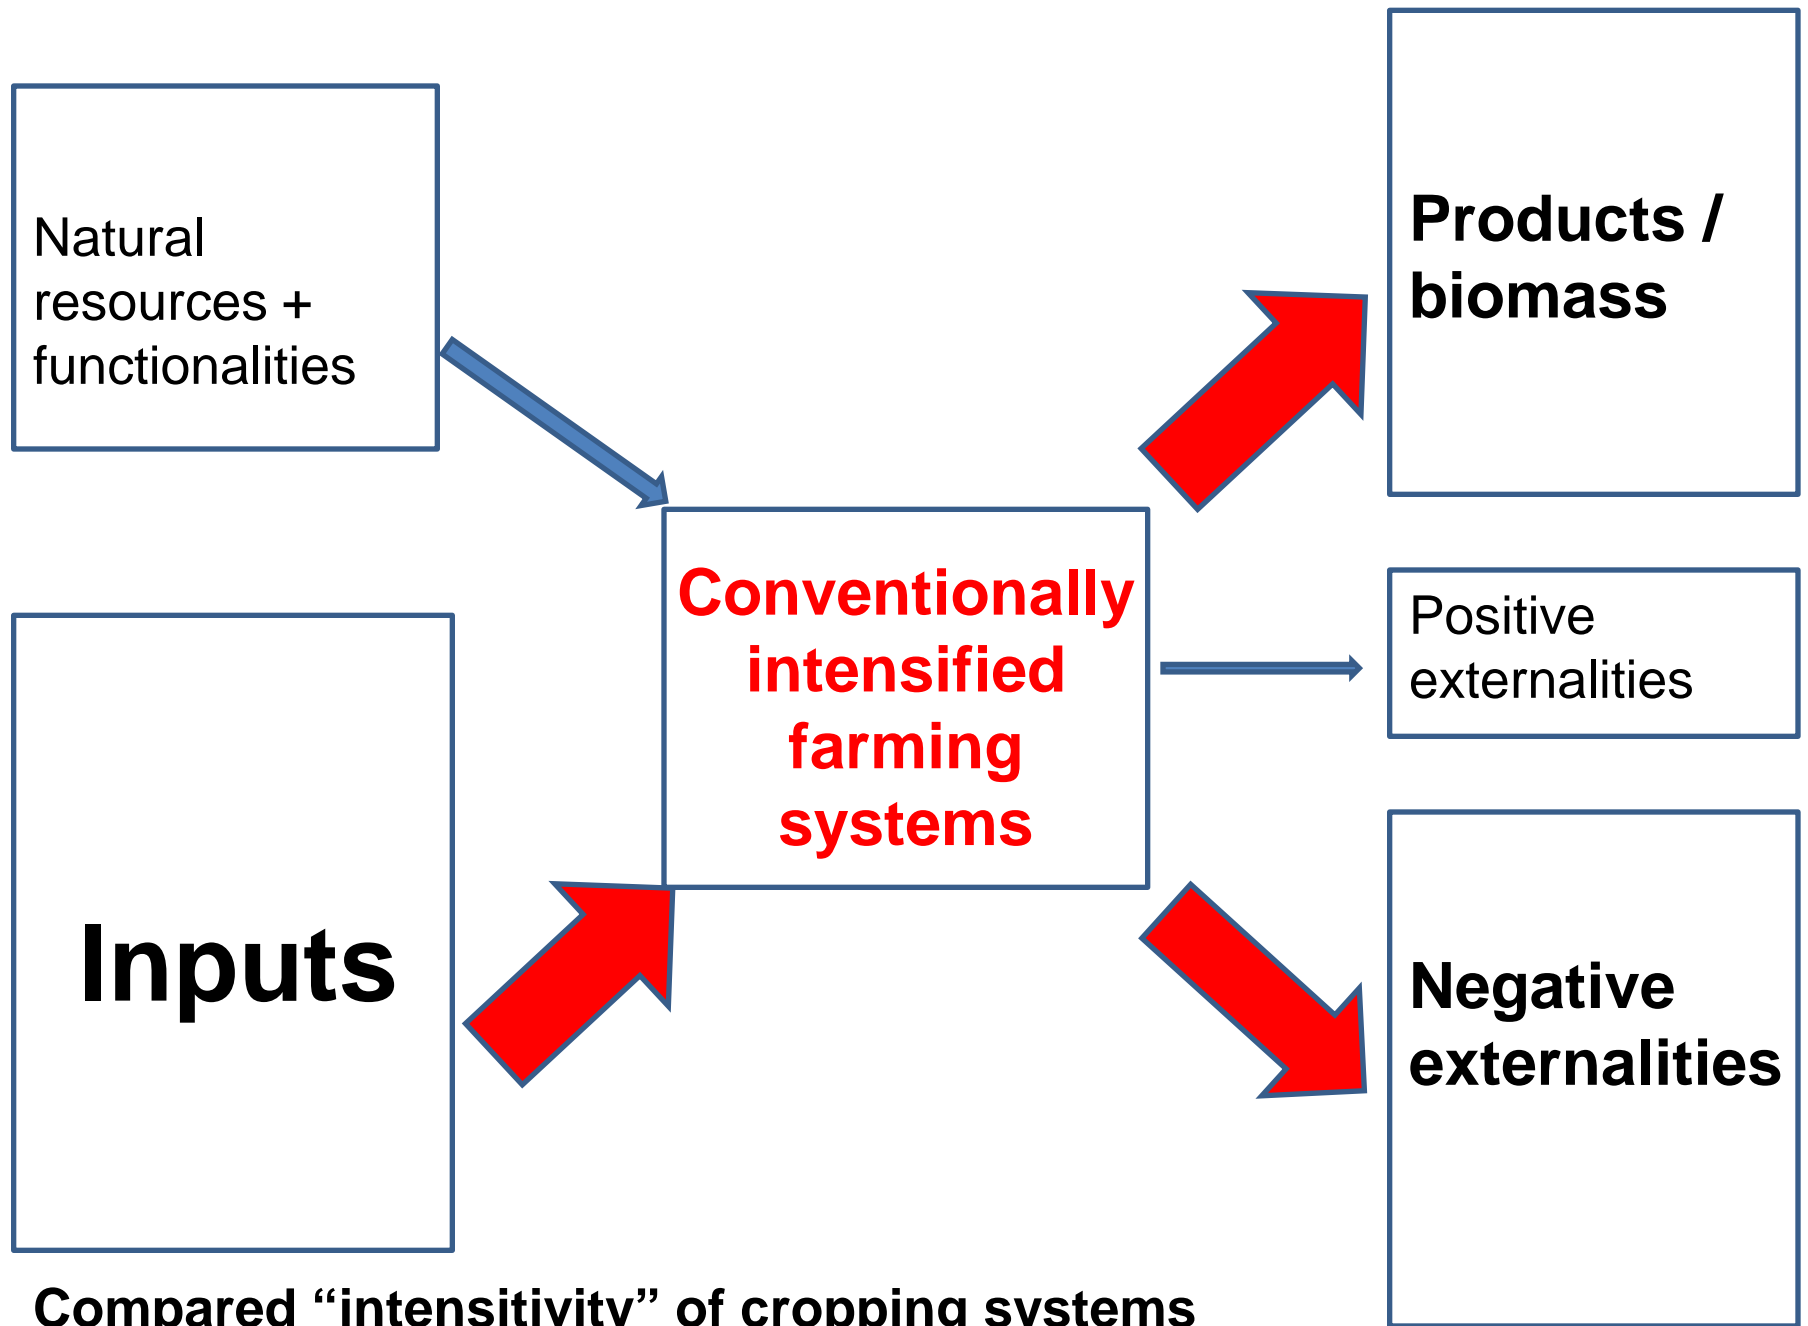 Natural
resources +
functionalities
Inputs
Conventionally
intensified
farming
systems
Products /
biomass
Positive
externalities
Negative
externalities
Compared “intensitivity” of cropping systems